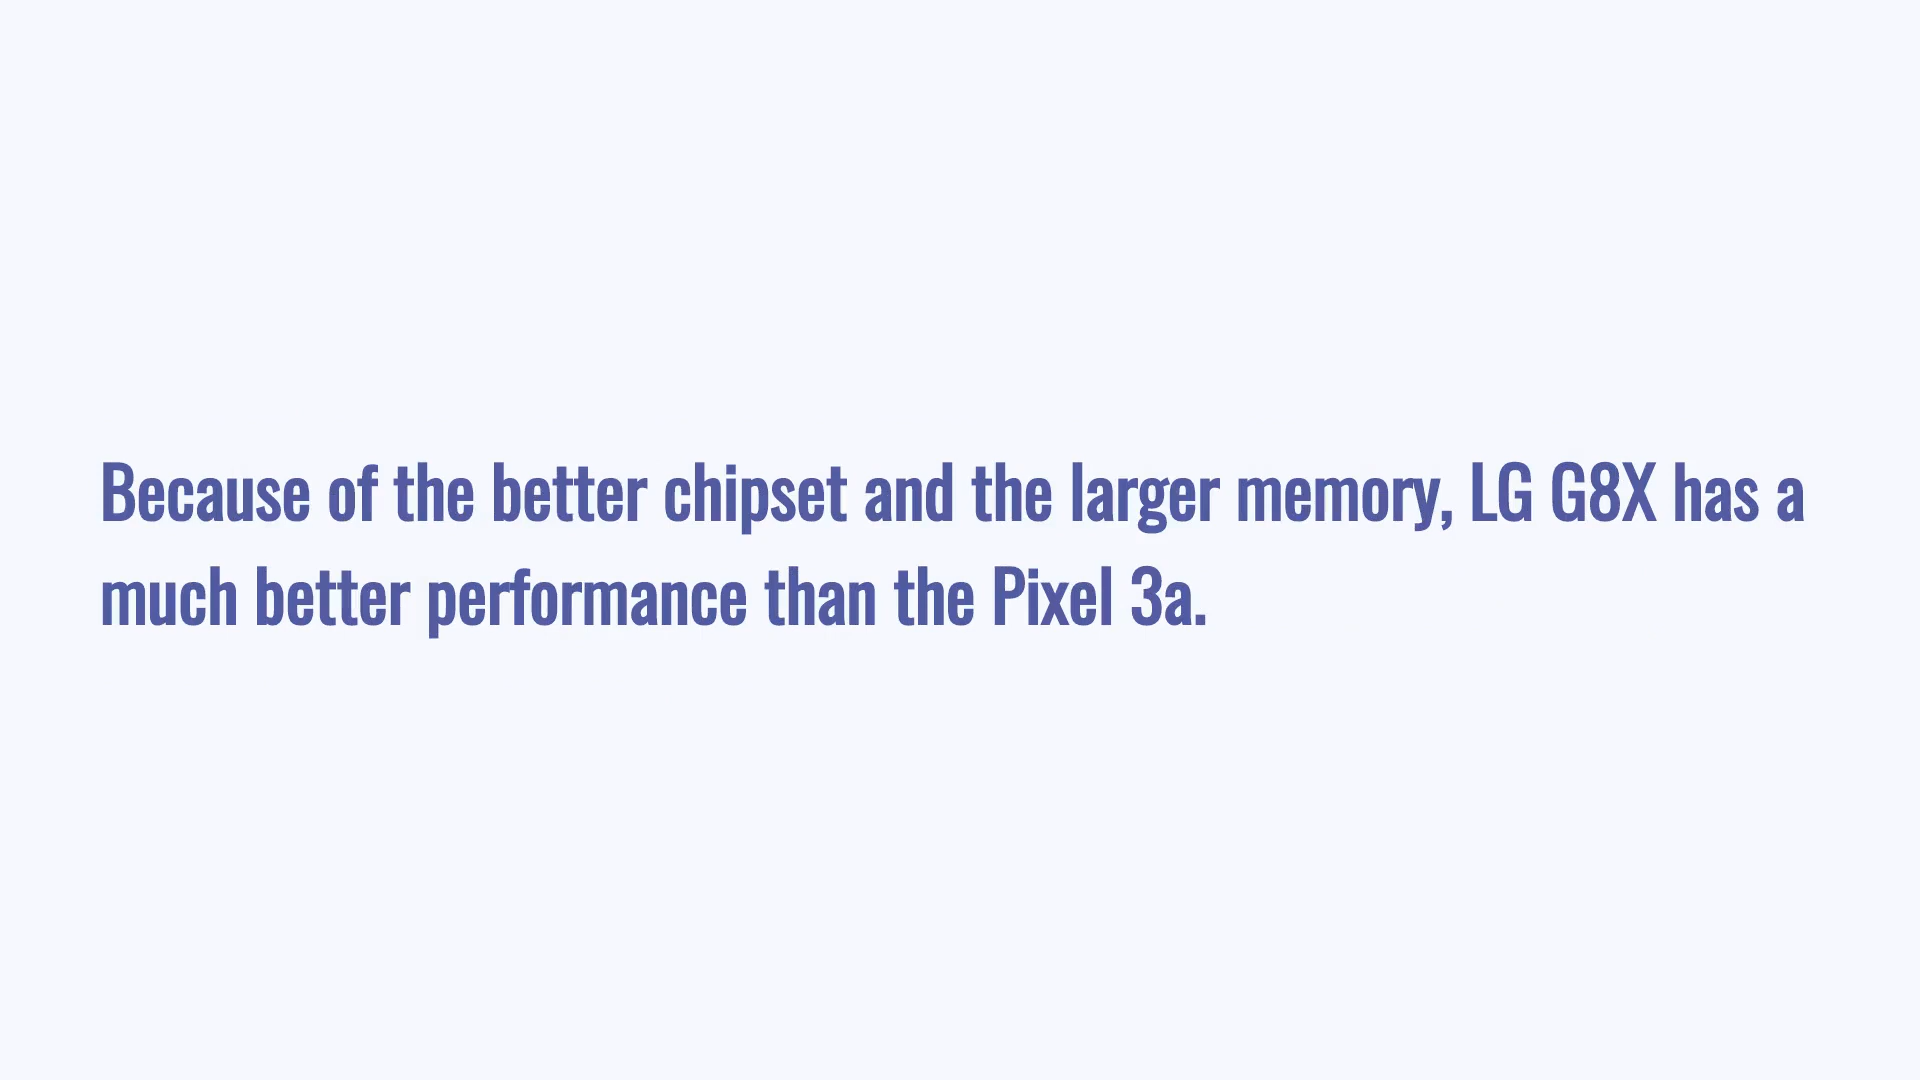 Because of the better chipset and the larger memory, LG G8X has a
much better performance than the Pixel 3a.